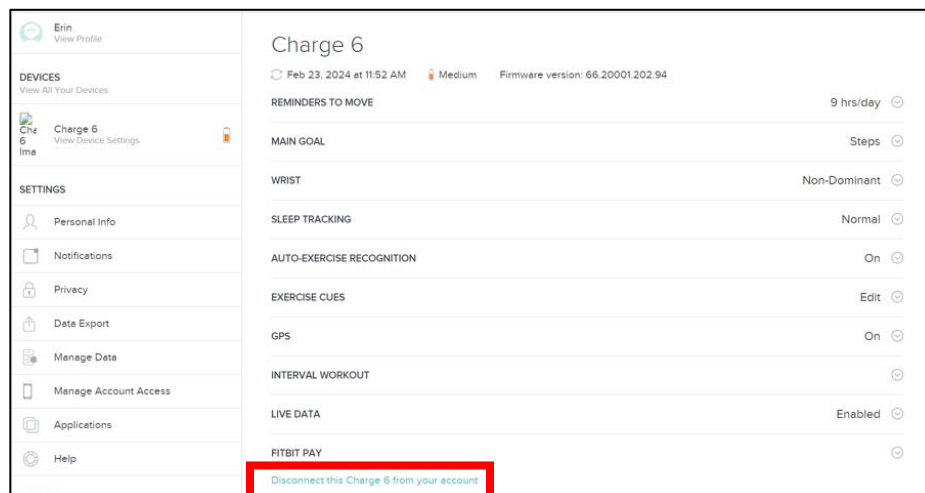 Erin
View Profile
DEVICES
View All Your Devices
Cha
6
Ima
Charge 6
View Device Settings
SETTINGS
Personal Info
Notifications
Privacy
Data Export
Manage Data
Manage Account Access
Applications
Help
Charge 6
Feb 23, 2024 at 11:52 AM Medium Firmware version: 66.20001.202.94
REMINDERS TO MOVE 9 hrs/day
MAIN GOAL Steps
WRIST Non-Dominant
SLEEP TRACKING Normal
AUTO-EXERCISE RECOGNITION On
EXERCISE CUES Edit
GPS On
INTERVAL WORKOUT
LIVE DATA Enabled
FITBIT PAY
Disconnect this Charge 6 from your account